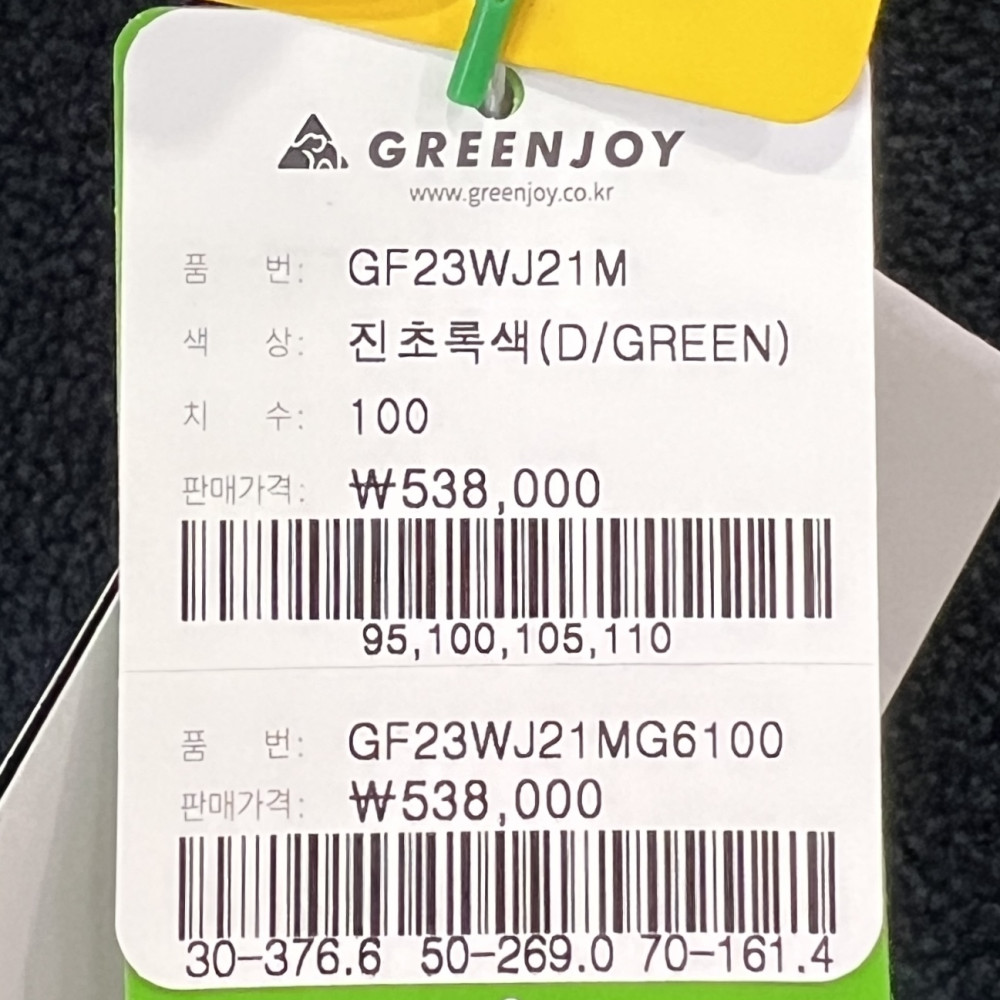 GREENJOY
www.greenjoy.co.kr
품 번: GF23WJ21M
색 상: 진초록색(D/GREEN)
치 수: 100
판매가격: ₩538,000
95,100,105,110
품 번: GF23WJ21MG6100
판매가격: ₩538,000
30-376.6 50-269.0 70-161.4